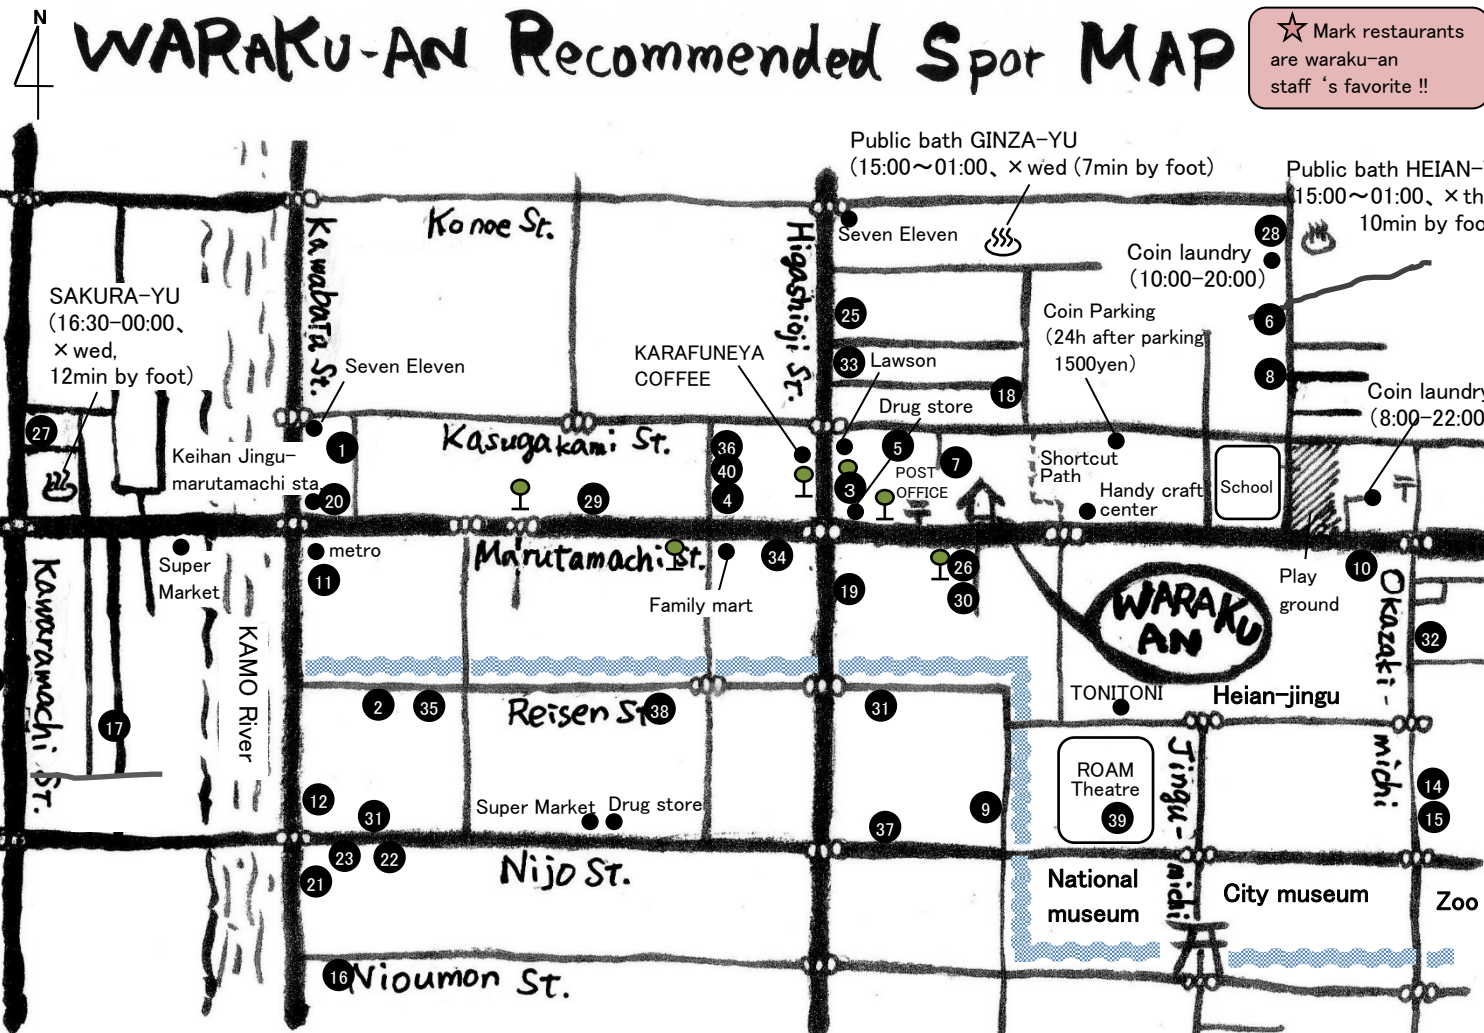 N
WARAKU-AN Recommended Spot MAP
☆ Mark restaurants
are waraku-an
staff ‘s favorite !!
Public bath GINZA-YU
(15:00～01:00、×wed (7min by foot)
Public bath HEIAN-
15:00～01:00、×th
10min by foo
Konoe St.
Kawabata St.
Higashioji St.
Seven Eleven
28
Coin laundry
(10:00-20:00)
SAKURA-YU
(16:30-00:00、
×wed,
12min by foot)
25
6
Coin Parking
(24h after parking
1500yen)
KARAFUNEYA
COFFEE
33
Lawson
Seven Eleven
8
18
Drug store
Coin laundry
(8:00-22:00
27
1
Kasugakami St.
36
40
4
5
7
POST
OFFICE
3
Keihan Jingu-
marutamachi sta.
20
29
Shortcut
Path
Handy craft
center
School
Super
Market
metro
11
Marutamachi St.
34
Family mart
19
26
30
WARAKU
AN
Play
ground
10
Okazaki-
michi
32
Kawaramachi St.
KAMO River
17
2
35
Reisen St
38
31
TONITONI
Heian-jingu
ROAM
Theatre
39
Jingu-
michi
14
15
12
31
Super Market
Drug store
37
9
23
22
21
Nijo St.
National
museum
City museum
Zoo
16
Nioumon St.